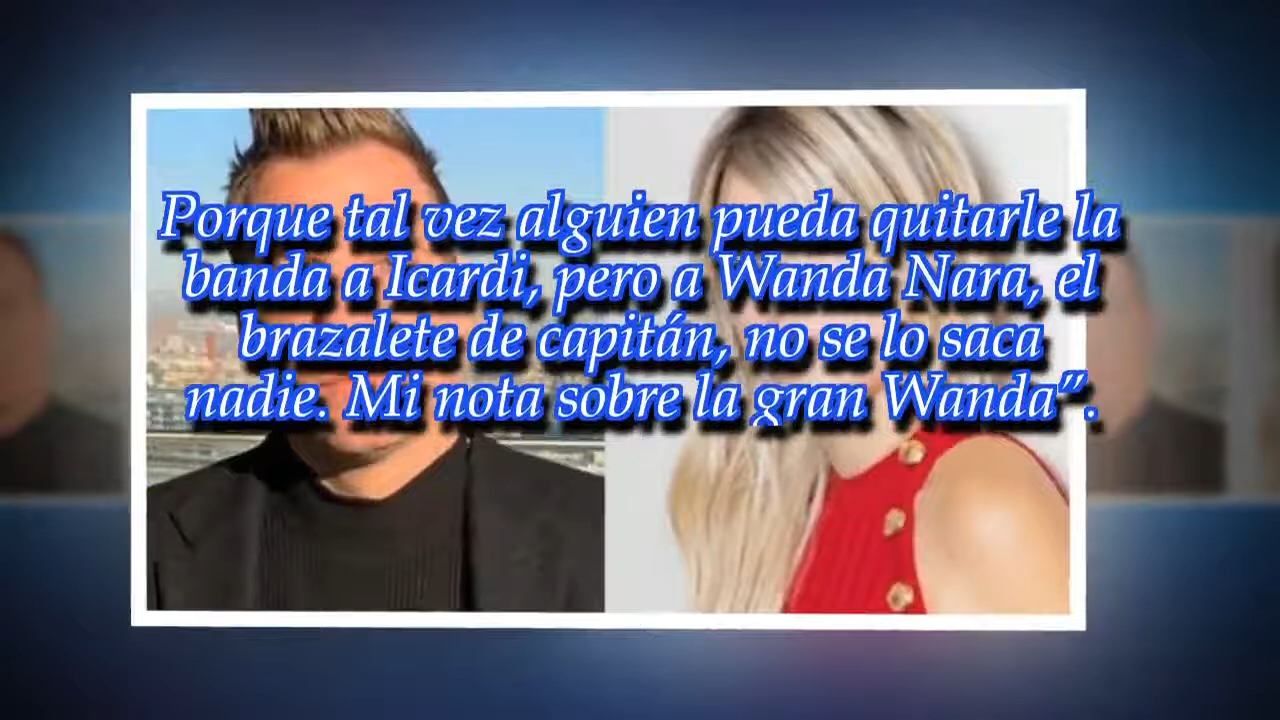 Porque tal vez alguien pueda quitarle la
banda a Icardi, pero a Wanda Nara, el
brazalete de capitán, no se lo saca
nadie. Mi nota sobre la gran Wanda”.